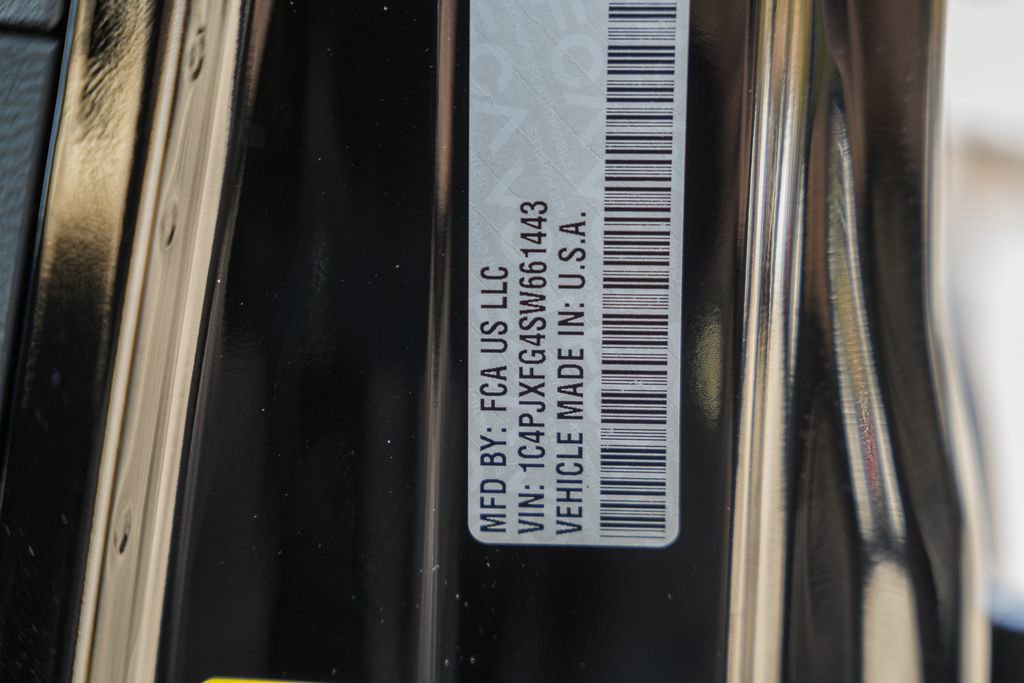 MFD BY: FCA US LLC
VIN: 1C4PJXFG4SW661443
VEHICLE MADE IN: U.S.A.